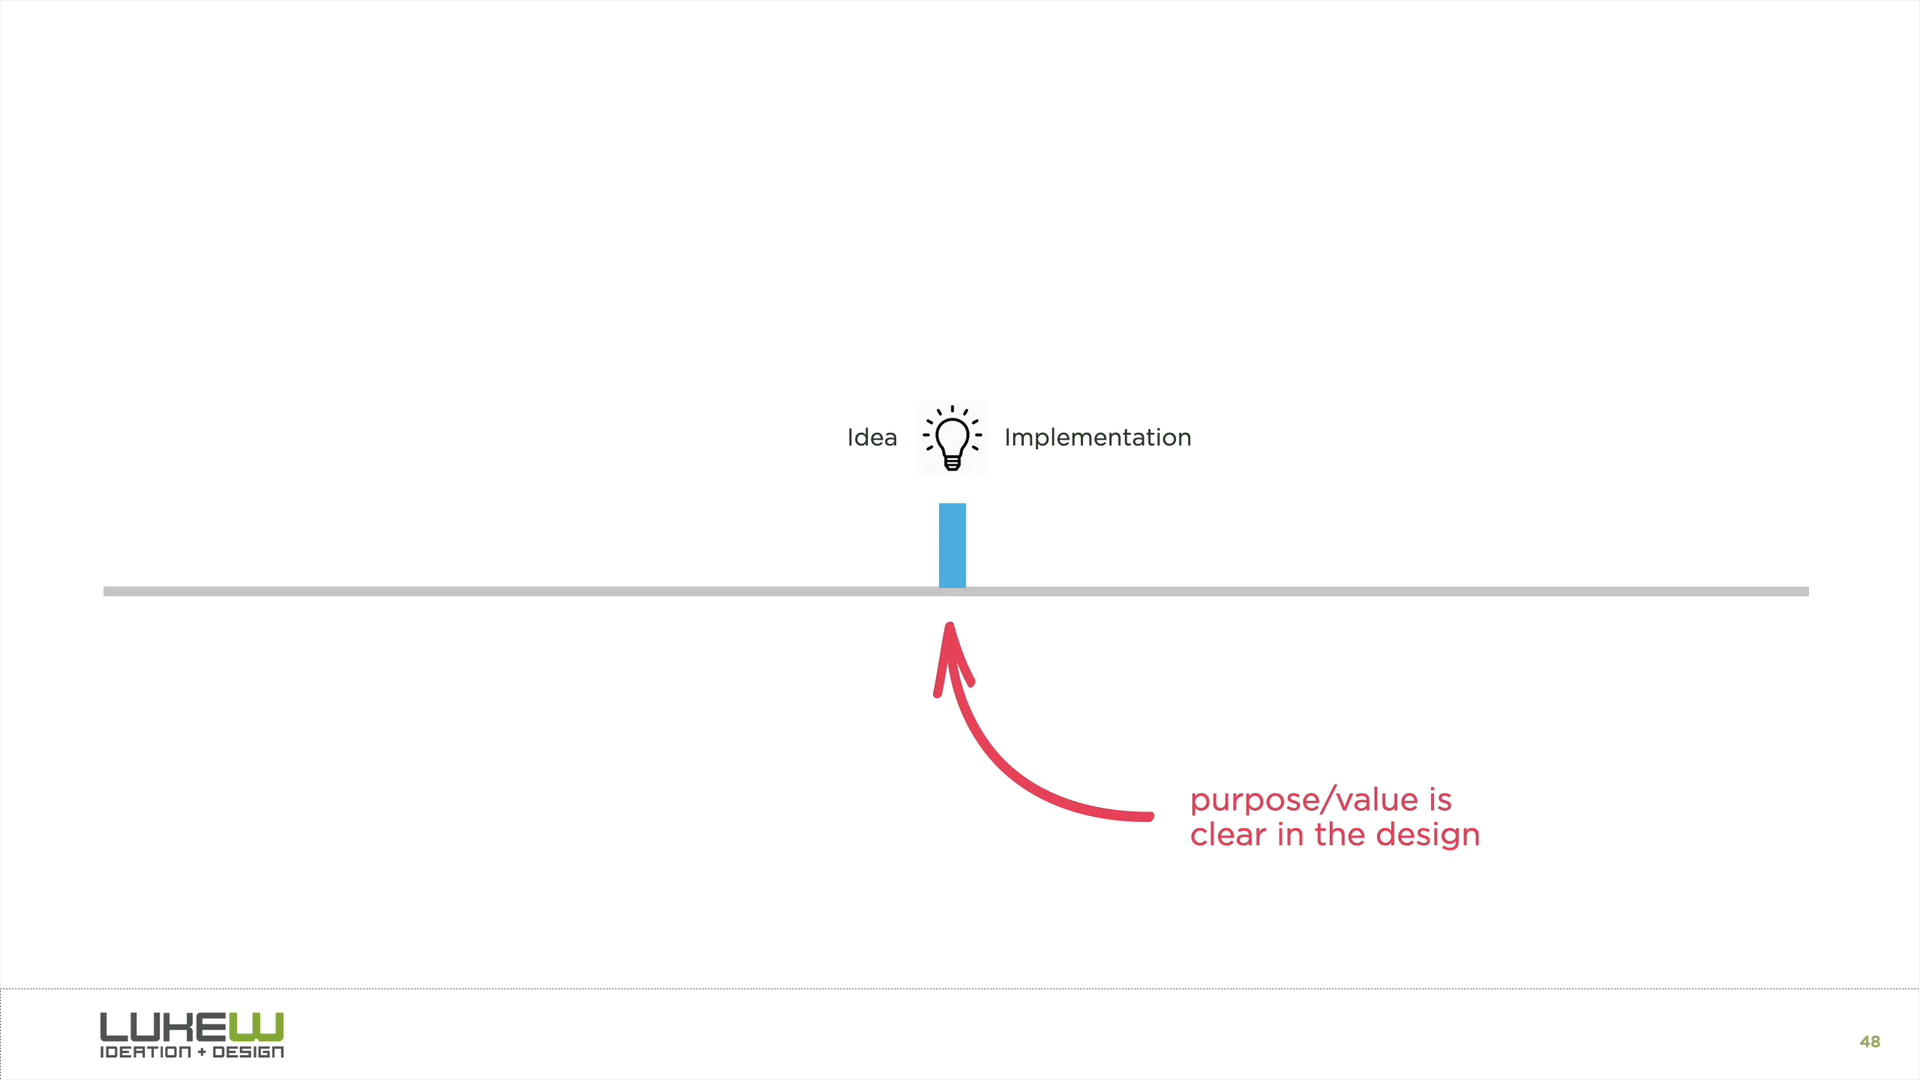 Idea Implementation
purpose/value is
clear in the design
LUKEW
IDEATION + DESIGN
48